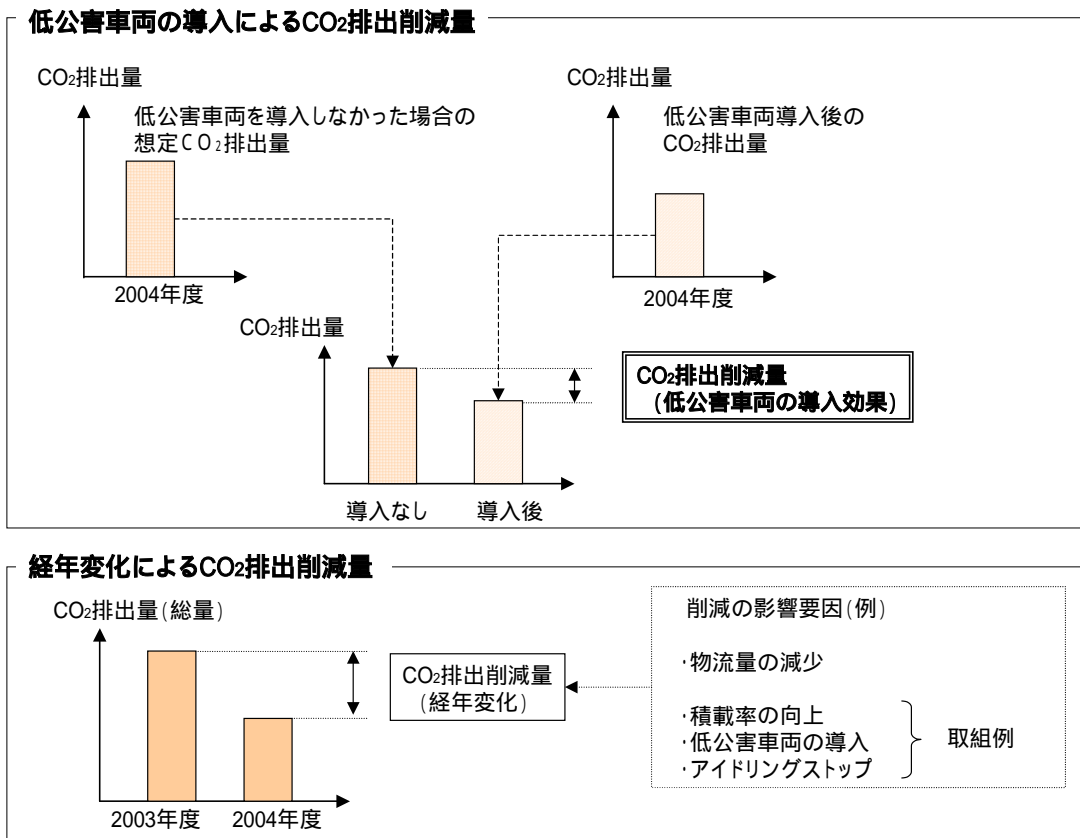 低公害車両の導入によるCO2排出削減量
CO2排出量
低公害車両を導入しなかった場合の
想定CO2排出量
2004年度
CO2排出量
低公害車両導入後の
CO2排出量
2004年度
CO2排出量
導入なし
導入後
CO2排出削減量
(低公害車両の導入効果)
経年変化によるCO2排出削減量
CO2排出量(総量)
2003年度
2004年度
CO2排出削減量
(経年変化)
削減の影響要因(例)
・物流量の減少
・積載率の向上
・低公害車両の導入
・アイドリングストップ
取組例